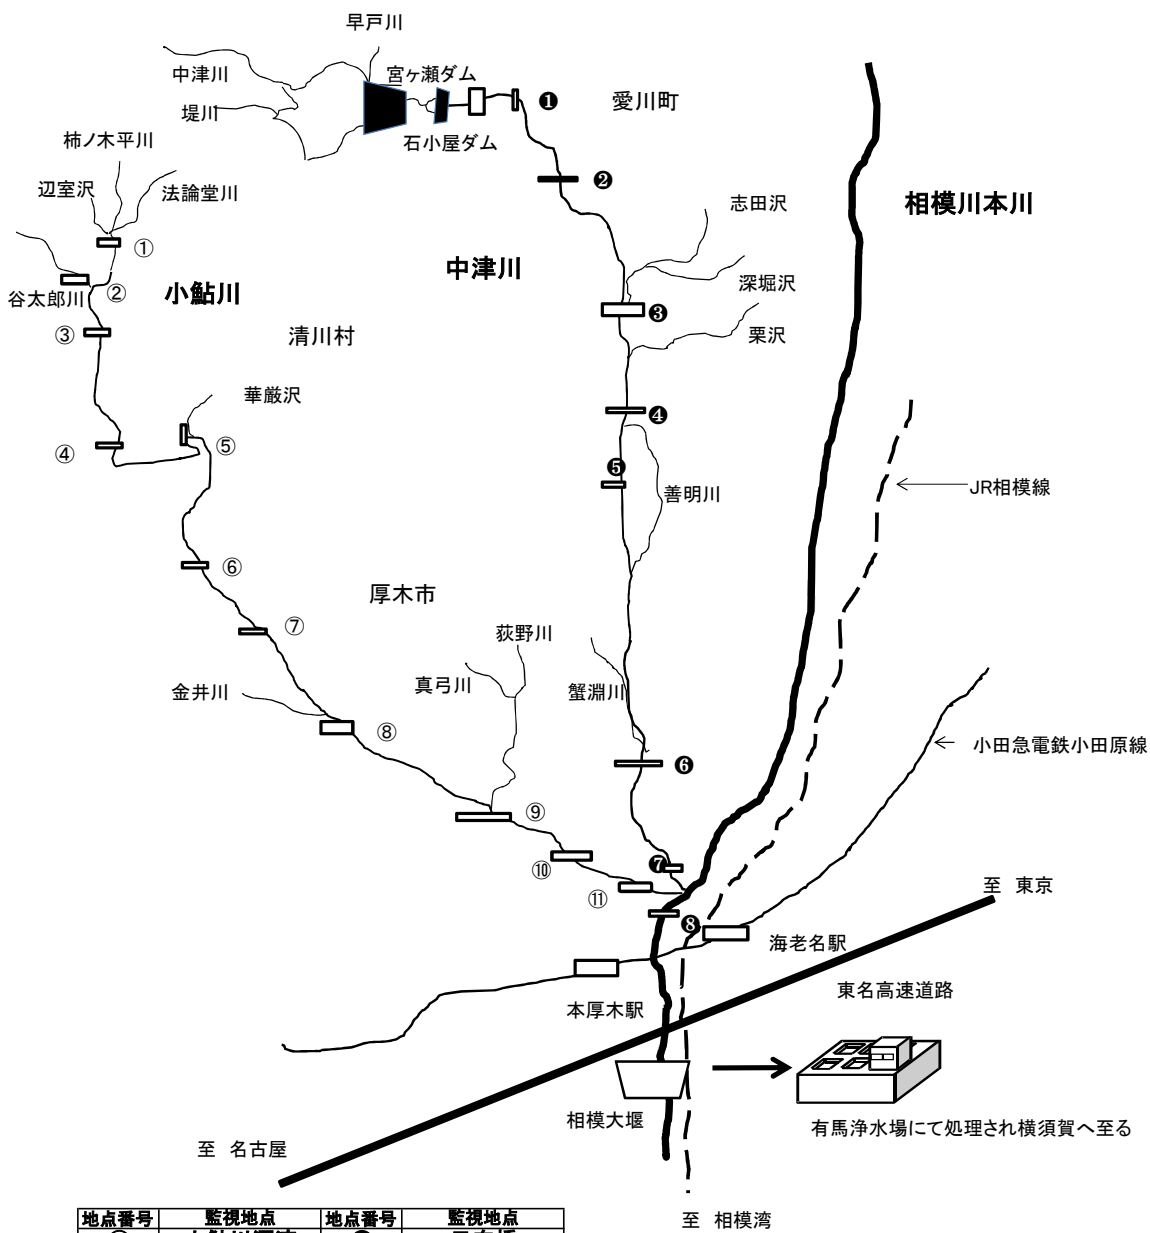 早戸川
中津川
宮ヶ瀬ダム
堤川
石小屋ダム
❶
愛川町
柿ノ木平川
辺室沢
法論堂川
❷
志田沢
相模川本川
①
中津川
深堀沢
谷太郎川
②
小鮎川
❸
③
清川村
栗沢
華厳沢
❹
④
⑤
❺
善明川
JR相模線
⑥
厚木市
⑦
荻野川
真弓川
金井川
蟹淵川
⑧
❻
小田急電鉄小田原線
⑨
⑩
❼
⑪
至 東京
❽
海老名駅
東名高速道路
本厚木駅
相模大堰
有馬浄水場にて処理され横須賀へ至る
至 名古屋
至 相模湾
地点番号 監視地点 地点番号 監視地点